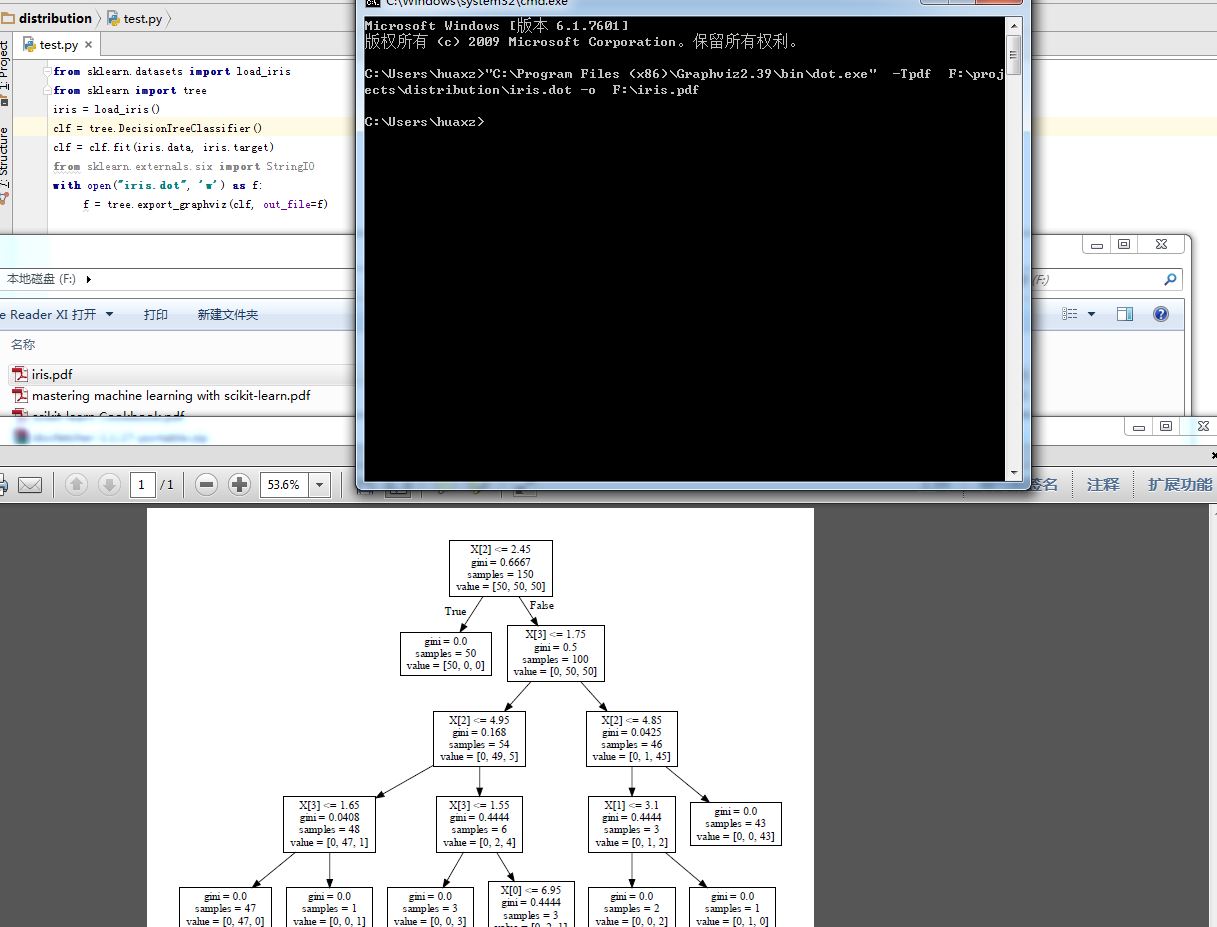 C:\Windows\system32\cmd.exe
distribution
test.py
test.py
1: Project
7: Structure
from sklearn.datasets import load_iris
from sklearn import tree
iris = load_iris()
clf = tree.DecisionTreeClassifier()
clf = clf.fit(iris.data, iris.target)
from sklearn.externals.six import StringIO
with open("iris.dot", 'w') as f:
f = tree.export_graphviz(clf, out_file=f)
Microsoft Windows [版本 6.1.7601]
版权所有 (c) 2009 Microsoft Corporation。保留所有权利。
C:\Users\huaxz>"C:\Program Files (x86)\Graphviz2.39\bin\dot.exe" -Tpdf F:\proj
ects\distribution\iris.dot -o F:\iris.pdf
C:\Users\huaxz>
本地磁盘 (F:)
(F:)
e Reader XI 打开
打印
新建文件夹
名称
iris.pdf
mastering machine learning with scikit-learn.pdf
scikit-learn Cookbook.pdf
1 / 1
53.6%
签名
注释
扩展功能
X[2] <= 2.45
gini = 0.6667
samples = 150
value = [50, 50, 50]
True
False
gini = 0.0
samples = 50
value = [50, 0, 0]
X[3] <= 1.75
gini = 0.5
samples = 100
value = [0, 50, 50]
X[2] <= 4.95
gini = 0.168
samples = 54
value = [0, 49, 5]
X[2] <= 4.85
gini = 0.0425
samples = 46
value = [0, 1, 45]
X[3] <= 1.65
gini = 0.0408
samples = 48
value = [0, 47, 1]
X[3] <= 1.55
gini = 0.4444
samples = 6
value = [0, 2, 4]
X[1] <= 3.1
gini = 0.4444
samples = 3
value = [0, 1, 2]
gini = 0.0
samples = 43
value = [0, 0, 43]
gini = 0.0
samples = 47
value = [0, 47, 0]
gini = 0.0
samples = 1
value = [0, 0, 1]
gini = 0.0
samples = 3
value = [0, 0, 3]
X[0] <= 6.95
gini = 0.4444
samples = 3
value = [0, 2, 1]
gini = 0.0
samples = 2
value = [0, 0, 2]
gini = 0.0
samples = 1
value = [0, 1, 0]